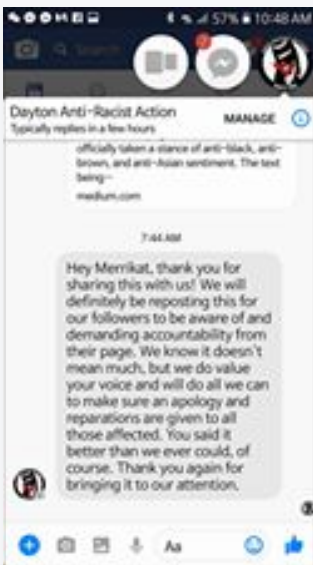 57% 10:48 AM
Search
Dayton Anti-Racist Action
Typically replies in a few hours
MANAGE
officially taken a stance of anti-black, anti-
brown, and anti-Asian sentiment. The text
being--
medium.com
7:44 AM
Hey Merrikat, thank you for
sharing this with us! We will
definitely be reposting this for
our followers to be aware of and
demanding accountability from
their page. We know it doesn't
mean much, but we do value
your voice and will do all we can
to make sure an apology and
reparations are given to all
those affected. You said it
better than we ever could, of
course. Thank you again for
bringing it to our attention.
Aa